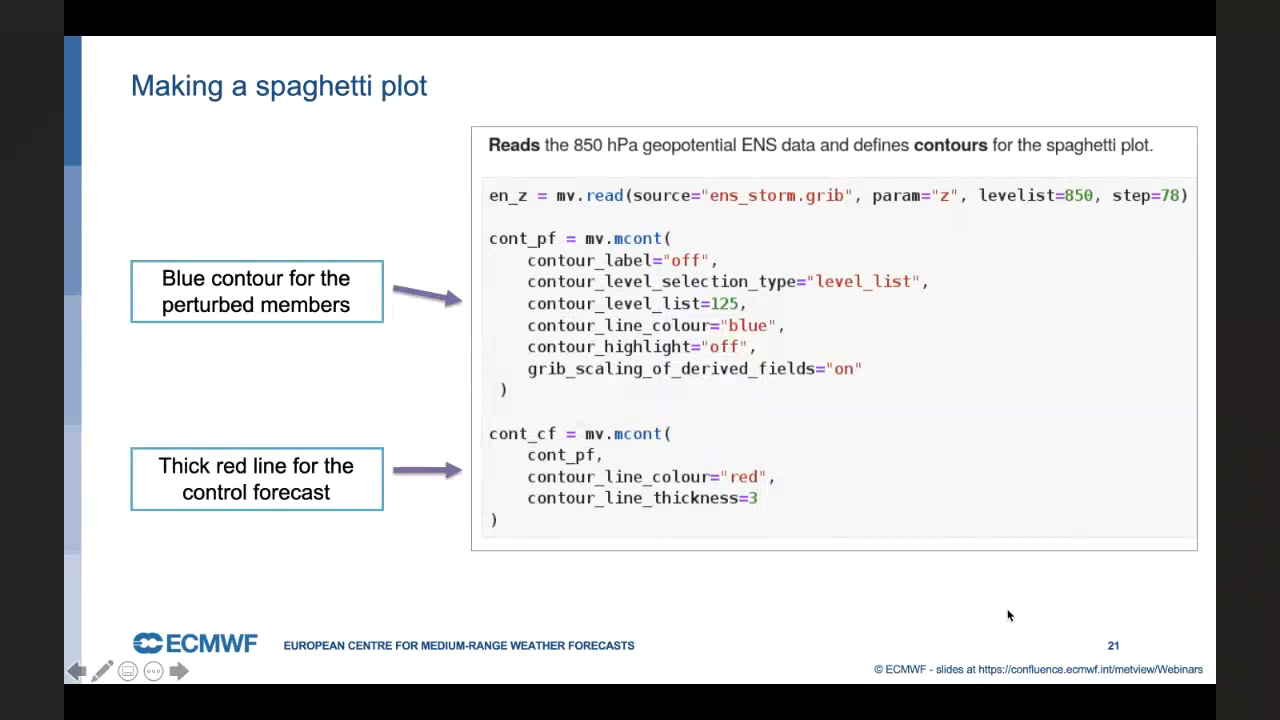 Making a spaghetti plot
Reads the 850 hPa geopotential ENS data and defines contours for the spaghetti plot.
en_z = mv.read(source="ens_storm.grib", param="z", levelist=850, step=78)
cont_pf = mv.mcont(
    contour_label="off",
    contour_level_selection_type="level_list",
    contour_level_list=125,
    contour_line_colour="blue",
    contour_highlight="off",
    grib_scaling_of_derived_fields="on"
 )
cont_cf = mv.mcont(
    cont_pf,
    contour_line_colour="red",
    contour_line_thickness=3
)
Blue contour for the
perturbed members
Thick red line for the
control forecast
ECMWF
EUROPEAN CENTRE FOR MEDIUM-RANGE WEATHER FORECASTS
21
© ECMWF - slides at https://confluence.ecmwf.int/metview/Webinars